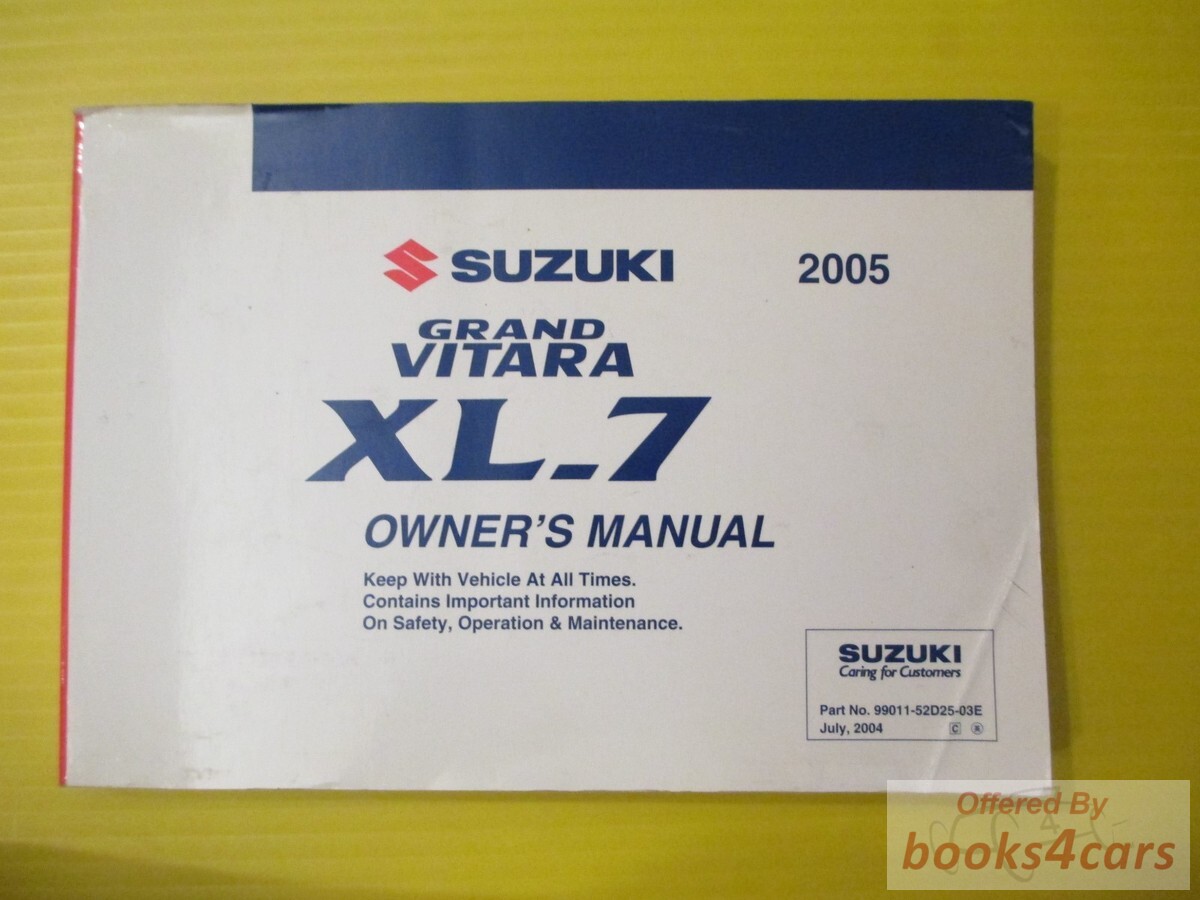 SUZUKI 2005
GRAND
VITARA
XL-7
OWNER'S MANUAL
Keep With Vehicle At All Times.
Contains Important Information
On Safety, Operation & Maintenance.
SUZUKI
Caring for Customers
Part No. 99011-52D25-03E
July, 2004 C a
Offered By
books4cars